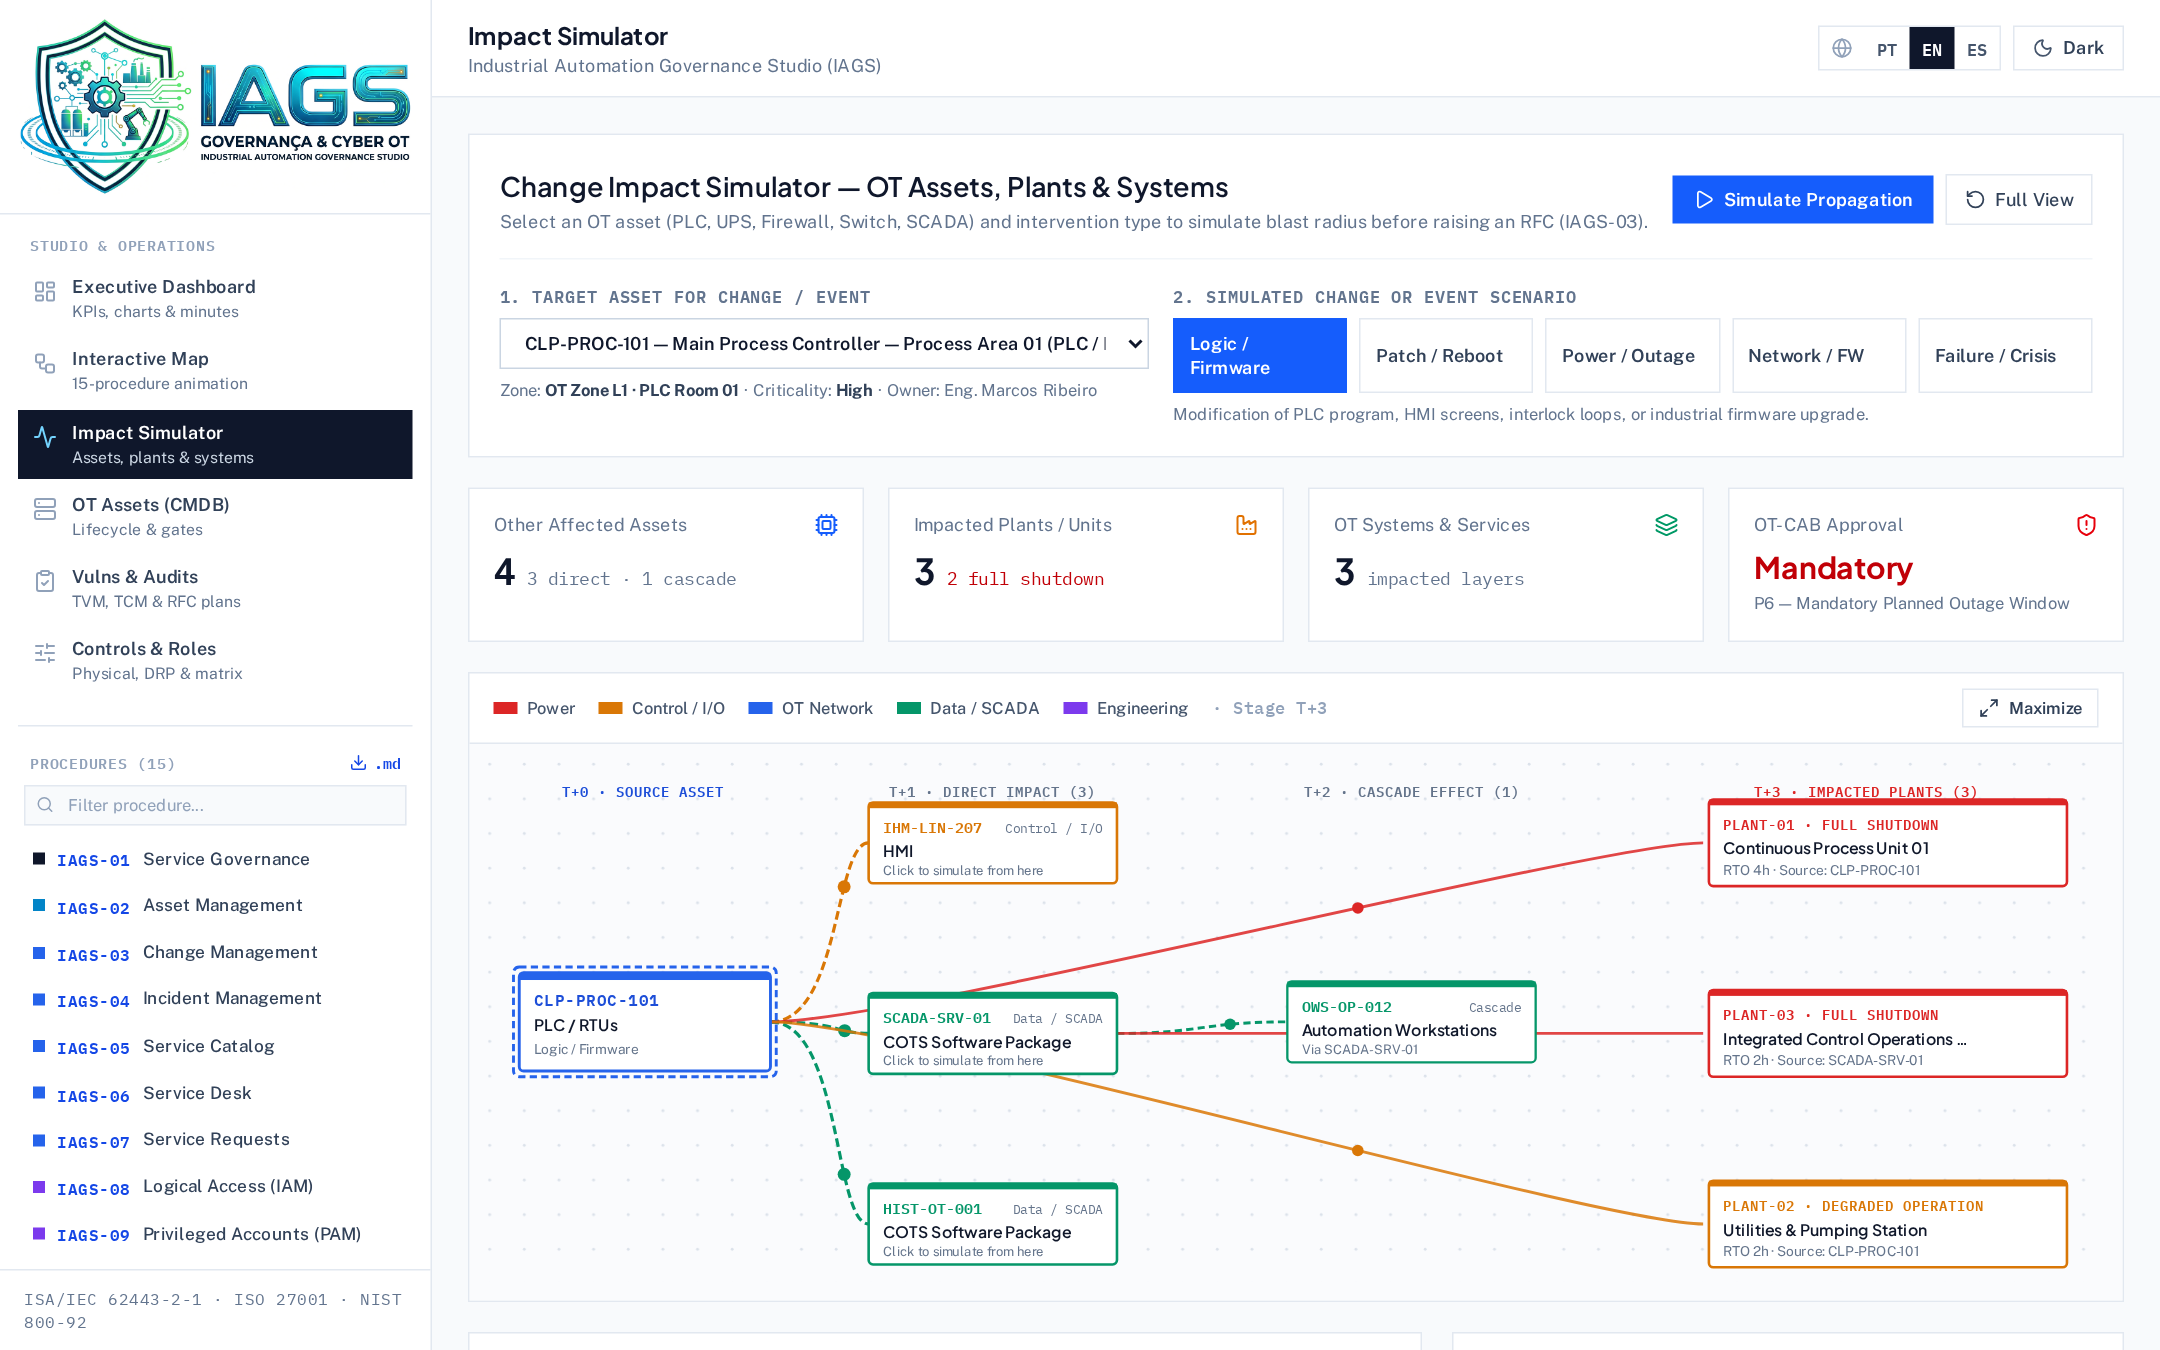 IAGS
GOVERNANÇA & CYBER OT
INDUSTRIAL AUTOMATION GOVERNANCE STUDIO
STUDIO & OPERATIONS
Executive Dashboard
KPIs, charts & minutes
Interactive Map
15-procedure animation
Impact Simulator
Assets, plants & systems
OT Assets (CMDB)
Lifecycle & gates
Vulns & Audits
TVM, TCM & RFC plans
Controls & Roles
Physical, DRP & matrix
PROCEDURES (15)
.md
Filter procedure...
IAGS-01 Service Governance
IAGS-02 Asset Management
IAGS-03 Change Management
IAGS-04 Incident Management
IAGS-05 Service Catalog
IAGS-06 Service Desk
IAGS-07 Service Requests
IAGS-08 Logical Access (IAM)
IAGS-09 Privileged Accounts (PAM)
ISA/IEC 62443-2-1 · ISO 27001 · NIST
800-92
Impact Simulator
Industrial Automation Governance Studio (IAGS)
PT EN ES
Dark
Change Impact Simulator — OT Assets, Plants & Systems
Select an OT asset (PLC, UPS, Firewall, Switch, SCADA) and intervention type to simulate blast radius before raising an RFC (IAGS-03).
Simulate Propagation
Full View
1. TARGET ASSET FOR CHANGE / EVENT
CLP-PROC-101 — Main Process Controller — Process Area 01 (PLC /
Zone: OT Zone L1 · PLC Room 01 · Criticality: High · Owner: Eng. Marcos Ribeiro
2. SIMULATED CHANGE OR EVENT SCENARIO
Logic /
Firmware
Patch / Reboot
Power / Outage
Network / FW
Failure / Crisis
Modification of PLC program, HMI screens, interlock loops, or industrial firmware upgrade.
Other Affected Assets
4 3 direct · 1 cascade
Impacted Plants / Units
3 2 full shutdown
OT Systems & Services
3 impacted layers
OT-CAB Approval
Mandatory
P6 — Mandatory Planned Outage Window
Power
Control / I/O
OT Network
Data / SCADA
Engineering
· Stage T+3
Maximize
T+0 · SOURCE ASSET
T+1 · DIRECT IMPACT (3)
T+2 · CASCADE EFFECT (1)
T+3 · IMPACTED PLANTS (3)
CLP-PROC-101
PLC / RTUs
Logic / Firmware
IHM-LIN-207 Control / I/O
HMI
Click to simulate from here
SCADA-SRV-01 Data / SCADA
COTS Software Package
Click to simulate from here
HIST-OT-001 Data / SCADA
COTS Software Package
Click to simulate from here
OWS-OP-012 Cascade
Automation Workstations
Via SCADA-SRV-01
PLANT-01 · FULL SHUTDOWN
Continuous Process Unit 01
RTO 4h · Source: CLP-PROC-101
PLANT-03 · FULL SHUTDOWN
Integrated Control Operations ...
RTO 2h · Source: SCADA-SRV-01
PLANT-02 · DEGRADED OPERATION
Utilities & Pumping Station
RTO 2h · Source: CLP-PROC-101